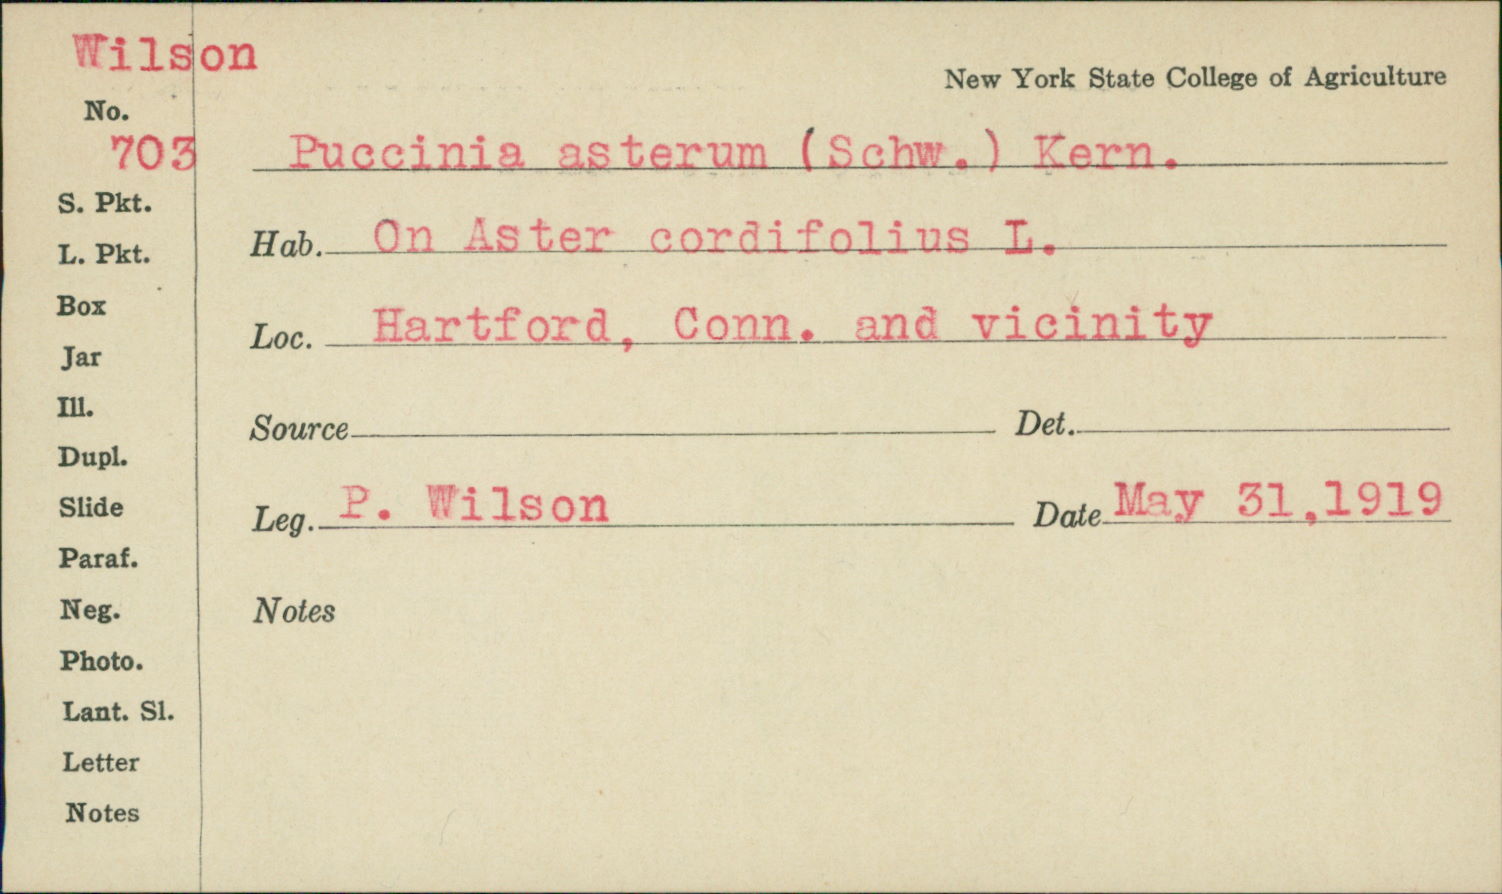 Wilson
New York State College of Agriculture
No.
703
Puccinia asterum (Schw.) Kern.
S. Pkt.
Hab. On Aster cordifolius L.
L. Pkt.
Box
Loc. Hartford, Conn. and vicinity
Jar
Ill.
Source Det.
Dupl.
Slide
Leg. P. Wilson Date May 31,1919
Paraf.
Neg.
Notes
Photo.
Lant. Sl.
Letter
Notes